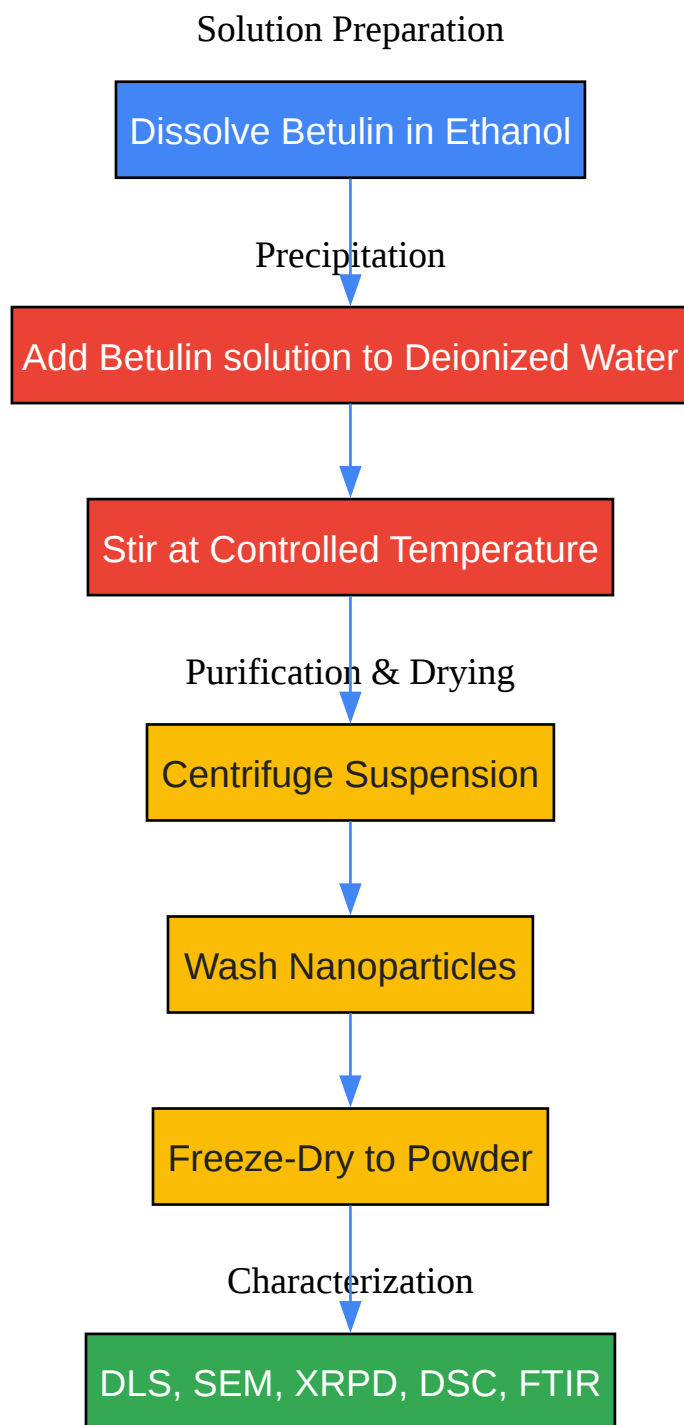 Solution Preparation
Dissolve Betulin in Ethanol
Precipitation
Add Betulin solution to Deionized Water
Stir at Controlled Temperature
Purification & Drying
Centrifuge Suspension
Wash Nanoparticles
Freeze-Dry to Powder
Characterization
DLS, SEM, XRPD, DSC, FTIR